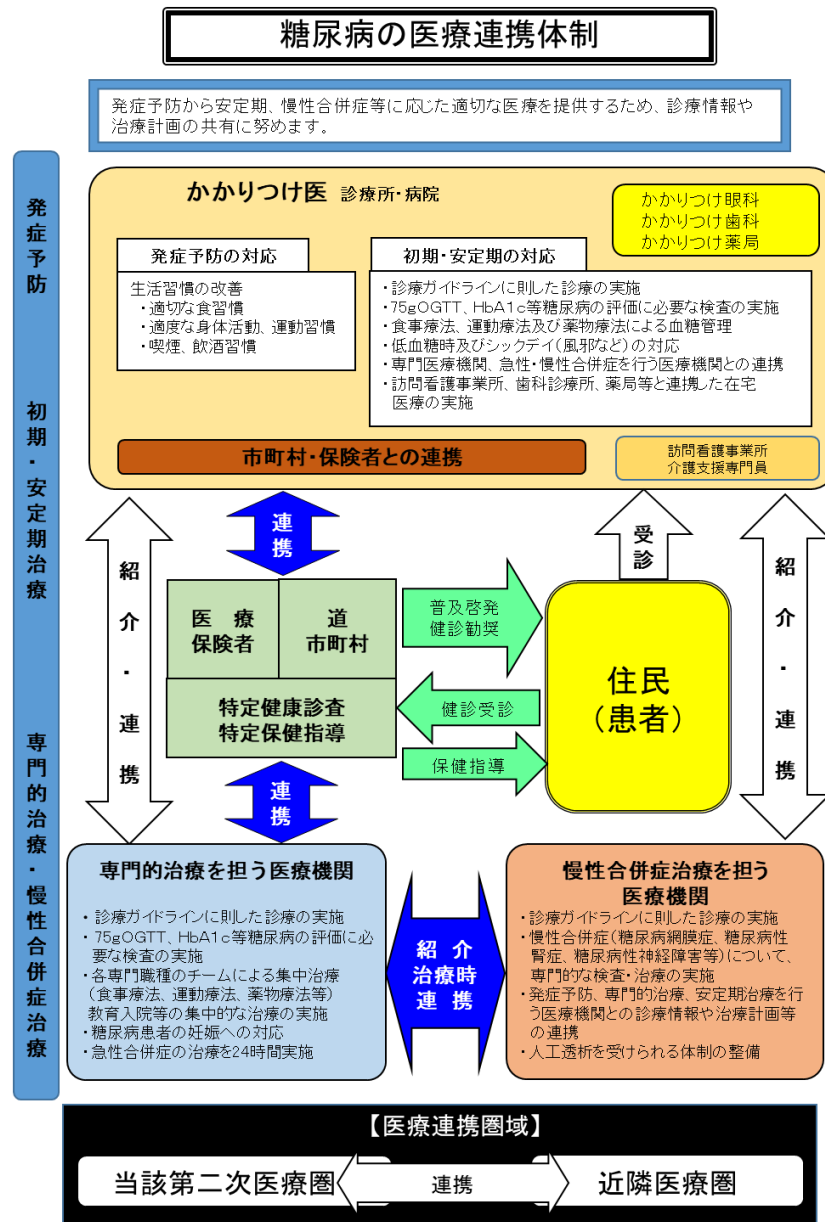 糖尿病の医療連携体制
発症予防から安定期、慢性合併症等に応じた適切な医療を提供するため、診療情報や
治療計画の共有に努めます。
発症予防
初期・安定期治療
専門的治療・慢性合併症治療
かかりつけ医 診療所・病院
かかりつけ眼科
かかりつけ歯科
かかりつけ薬局
発症予防の対応
生活習慣の改善
・適切な食習慣
・適度な身体活動、運動習慣
・喫煙、飲酒習慣
初期・安定期の対応
・診療ガイドラインに則した診療の実施
・75gOGTT、HbA1c等糖尿病の評価に必要な検査の実施
・食事療法、運動療法及び薬物療法による血糖管理
・低血糖時及びシックデイ(風邪など)の対応
・専門医療機関、急性・慢性合併症を行う医療機関との連携
・訪問看護事業所、歯科診療所、薬局等と連携した在宅
医療の実施
市町村・保険者との連携
訪問看護事業所
介護支援専門員
紹介・連携
連携
受診
紹介・連携
医 療
保険者
道
市町村
特定健康診査
特定保健指導
普及啓発
健診勧奨
健診受診
保健指導
住民
(患者)
連携
専門的治療を担う医療機関
・診療ガイドラインに則した診療の実施
・75gOGTT、HbA1c等糖尿病の評価に必
要な検査の実施
・各専門職種のチームによる集中治療
(食事療法、運動療法、薬物療法等)
教育入院等の集中的な治療の実施
・糖尿病患者の妊娠への対応
・急性合併症の治療を24時間実施
紹 介
治療時
連 携
慢性合併症治療を担う
医療機関
・診療ガイドラインに則した診療の実施
・慢性合併症(糖尿病網膜症、糖尿病性
腎症、糖尿病性神経障害等)について、
専門的な検査・治療の実施
・発症予防、専門的治療、安定期治療を行
う医療機関との診療情報や治療計画等
の連携
・人工透析を受けられる体制の整備
【医療連携圏域】
当該第二次医療圏
連携
近隣医療圏